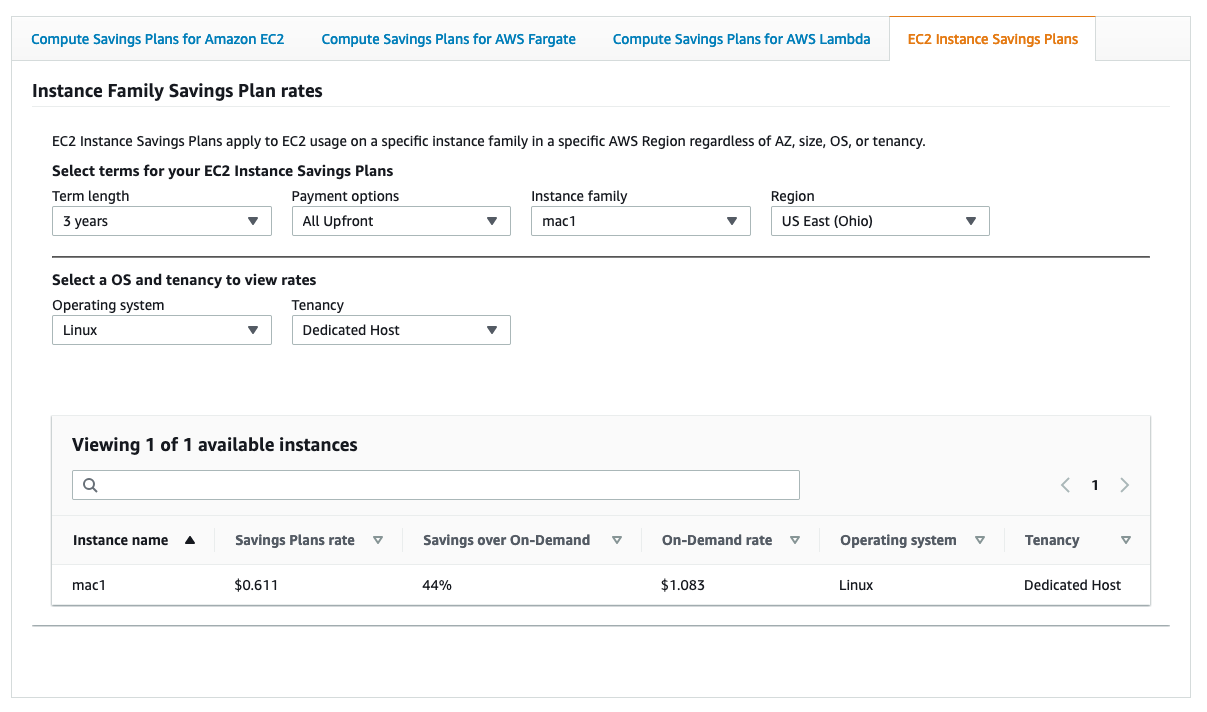 Compute Savings Plans for Amazon EC2 Compute Savings Plans for AWS Fargate Compute Savings Plans for AWS Lambda EC2 Instance Savings Plans
Instance Family Savings Plan rates
EC2 Instance Savings Plans apply to EC2 usage on a specific instance family in a specific AWS Region regardless of AZ, size, OS, or tenancy.
Select terms for your EC2 Instance Savings Plans
Term length Payment options Instance family Region
3 years All Upfront mac1 US East (Ohio)
Select a OS and tenancy to view rates
Operating system Tenancy
Linux Dedicated Host
Viewing 1 of 1 available instances
1
Instance name Savings Plans rate Savings over On-Demand On-Demand rate Operating system Tenancy
mac1 $0.611 44% $1.083 Linux Dedicated Host